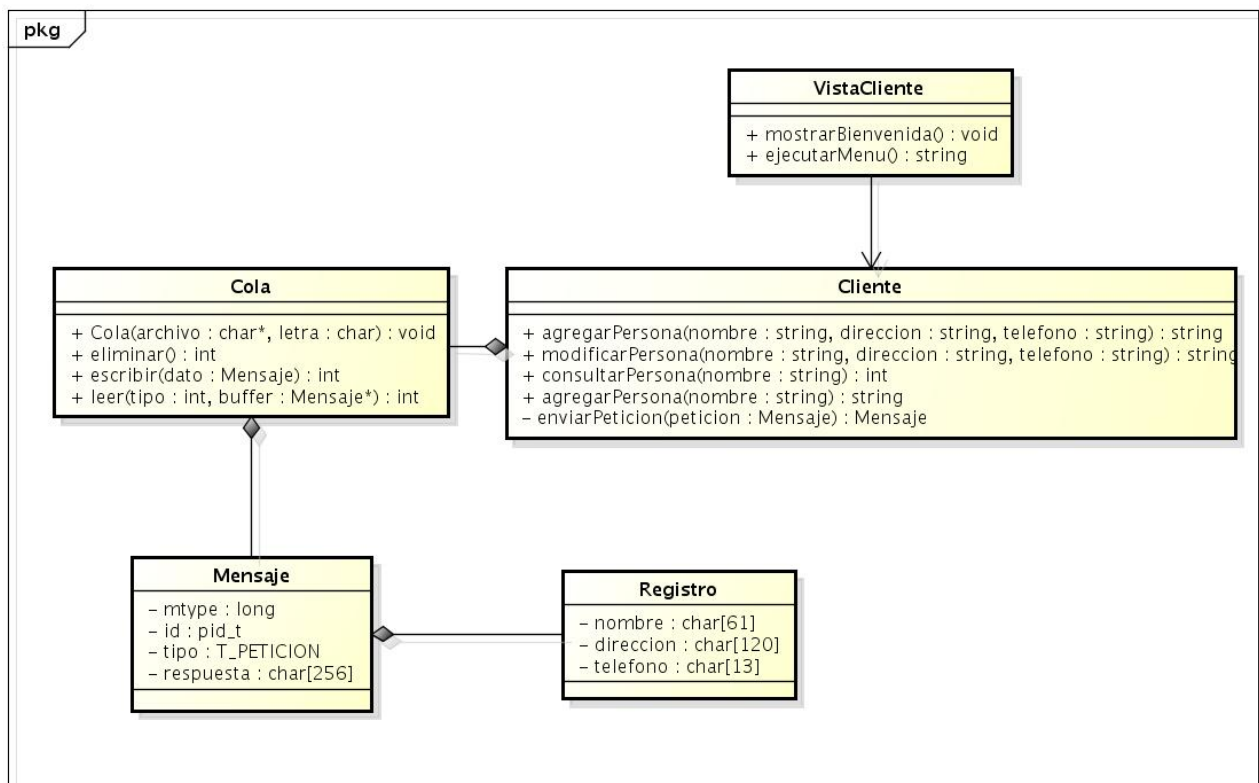 pkg
VistaCliente
+ mostrarBienvenida() : void
+ ejecutarMenu() : string
Cola
+ Cola(archivo : char*, letra : char) : void
+ eliminar() : int
+ escribir(dato : Mensaje) : int
+ leer(tipo : int, buffer : Mensaje*) : int
Cliente
+ agregarPersona(nombre : string, direccion : string, telefono : string) : string
+ modificarPersona(nombre : string, direccion : string, telefono : string) : string
+ consultarPersona(nombre : string) : int
+ agregarPersona(nombre : string) : string
− enviarPeticion(peticion : Mensaje) : Mensaje
Mensaje
− mtype : long
− id : pid_t
− tipo : T_PETICION
− respuesta : char[256]
Registro
− nombre : char[61]
− direccion : char[120]
− telefono : char[13]